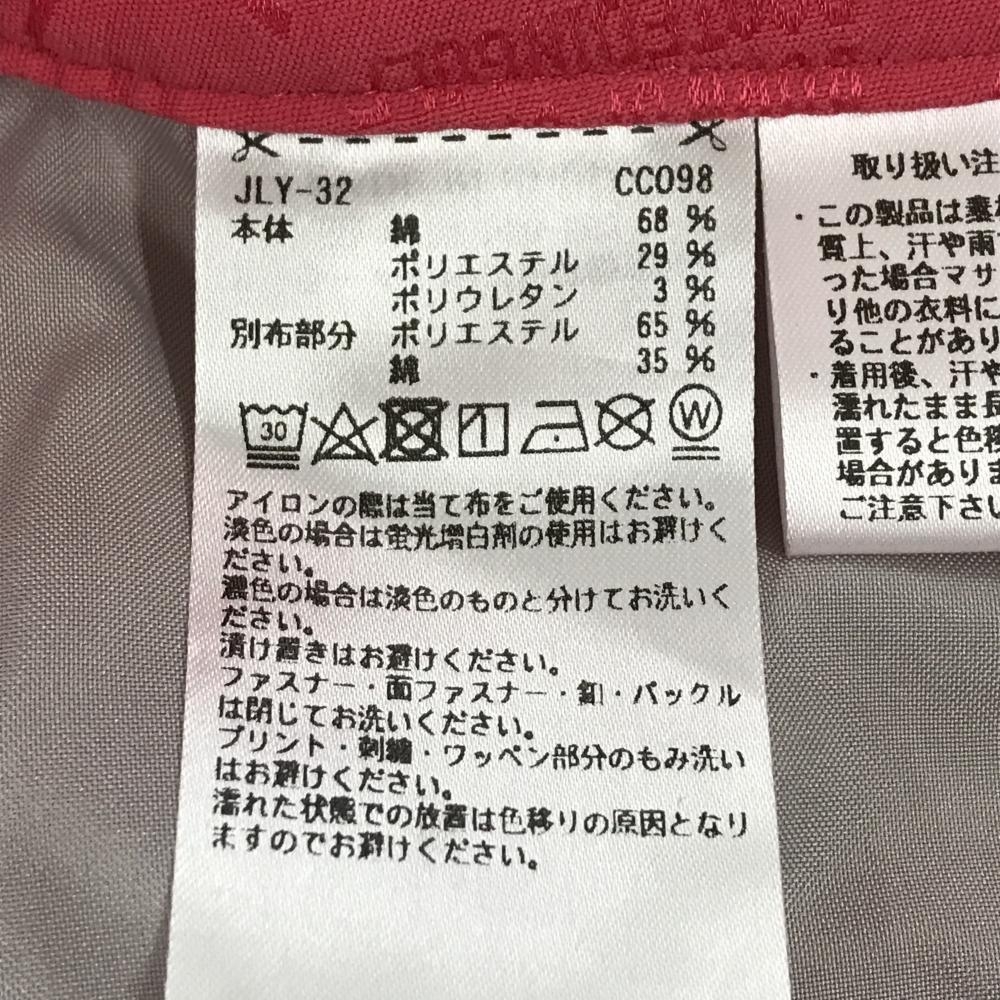 JLY-32 CC098
本体 綿 68 %
ポリエステル 29 %
ポリウレタン 3 %
別布部分 ポリエステル 65 %
綿 35 %
30
W
アイロンの際は当て布をご使用ください。
淡色の場合は蛍光増白剤の使用はお避けく
ださい。
濃色の場合は淡色のものと分けてお洗いく
ださい。
漬け置きはお避けください。
ファスナー・面ファスナー・釦・バックル
は閉じてお洗いください。
プリント・刺繍・ワッペン部分のもみ洗い
はお避けください。
濡れた状態での放置は色移りの原因となり
ますのでお避けください。
取り扱い注
・この製品は素
質上、汗や雨
った場合マサ
り他の衣料に
ることがあり
・着用後、汗や
濡れたまま長
置すると色移
場合がありま
ご注意下さい